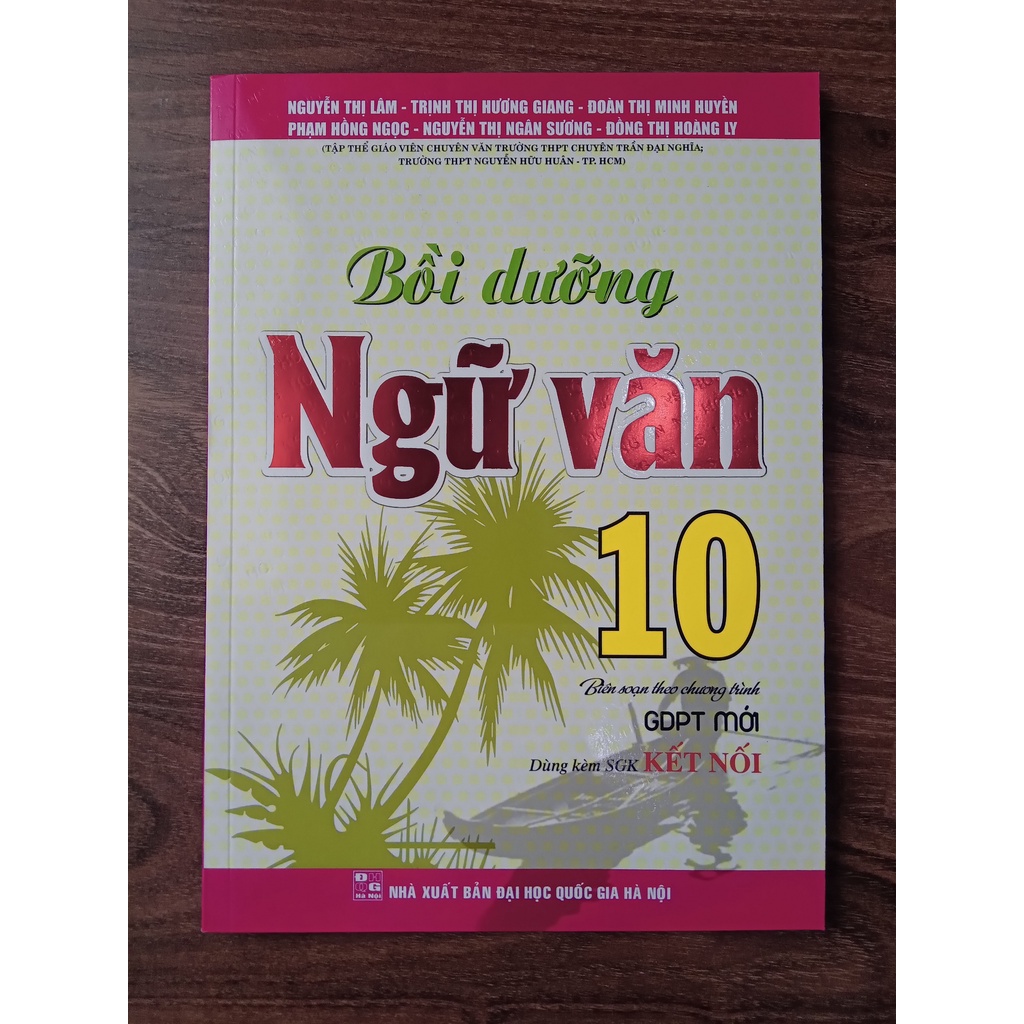 NGUYỄN THỊ LÂM - TRỊNH THỊ HƯƠNG GIANG - ĐOÀN THỊ MINH HUYỀN
PHẠM HỒNG NGỌC - NGUYỄN THỊ NGÂN SƯƠNG - ĐỒNG THỊ HOÀNG LY
(TẬP THỂ GIÁO VIÊN CHUYÊN VĂN TRƯỜNG THPT CHUYÊN TRẦN ĐẠI NGHĨA;
TRƯỜNG THPT NGUYỄN HỮU HUÂN - TP. HCM)
Bồi dưỡng
Ngữ văn
10
Biên soạn theo chương trình
GDPT MỚI
Dùng kèm SGK KẾT NỐI
ĐHQG
Hà Nội
NHÀ XUẤT BẢN ĐẠI HỌC QUỐC GIA HÀ NỘI